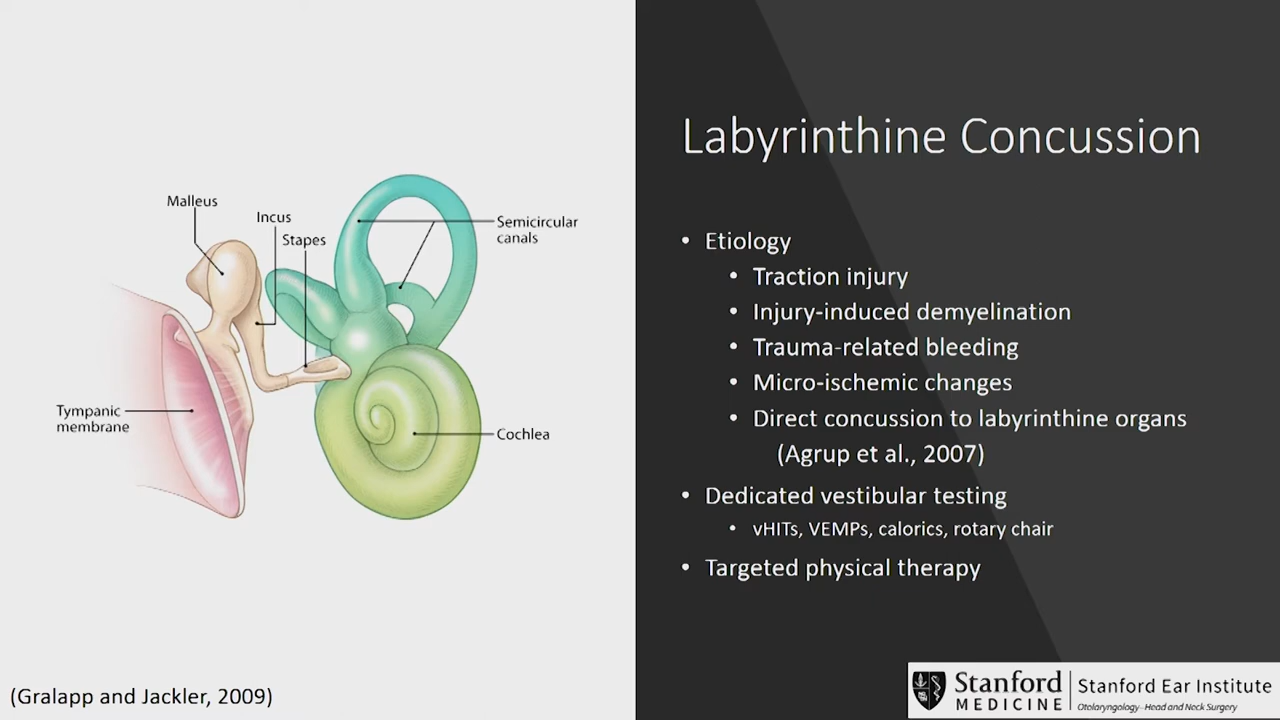 Malleus
Incus
Stapes
Semicircular
canals
Tympanic
membrane
Cochlea
(Gralapp and Jackler, 2009)
Labyrinthine Concussion
• Etiology
• Traction injury
• Injury-induced demyelination
• Trauma-related bleeding
• Micro-ischemic changes
• Direct concussion to labyrinthine organs
(Agrup et al., 2007)
• Dedicated vestibular testing
• vHITs, VEMPs, calorics, rotary chair
• Targeted physical therapy
Stanford
MEDICINE
Stanford Ear Institute
Otolaryngology–Head and Neck Surgery